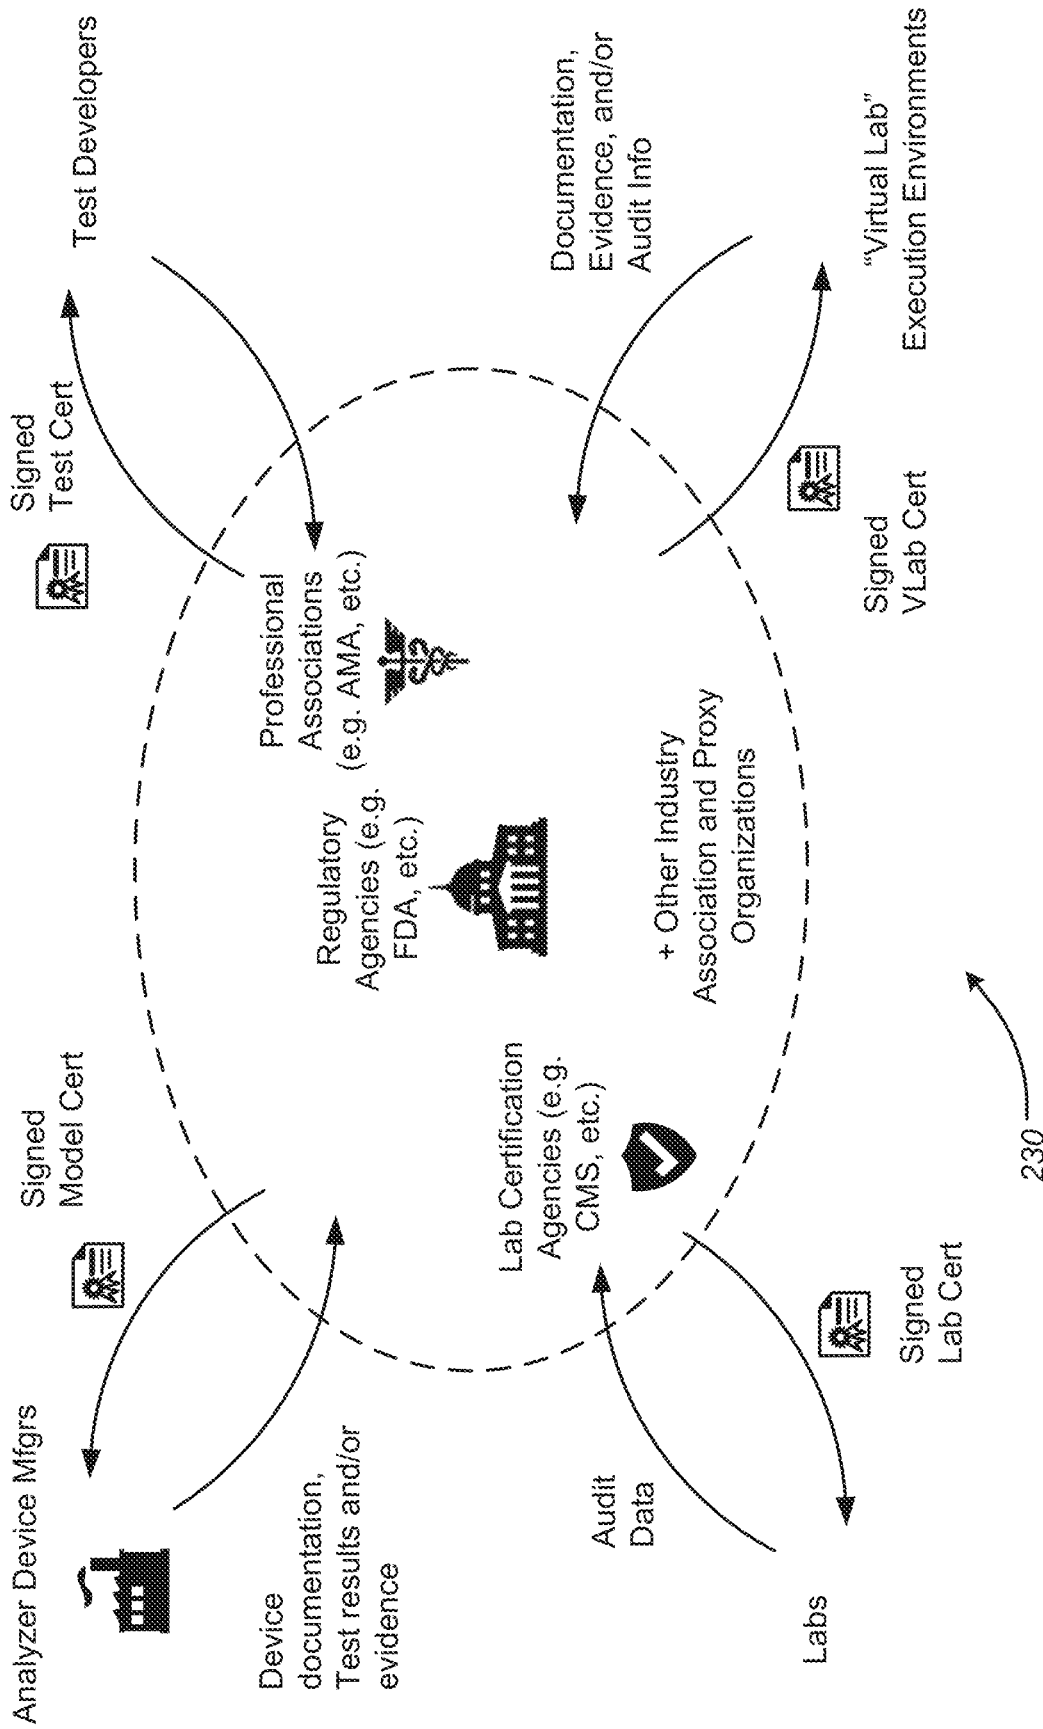 Analyzer Device Mfgrs
Signed
Model Cert
Signed
Test Cert
Test Developers
Device
documentation,
Test results and/or
evidence
Regulatory
Agencies (e.g.
FDA, etc.)
Professional
Associations
(e.g. AMA, etc.)
Lab Certification
Agencies (e.g.
CMS, etc.)
+ Other Industry
Association and Proxy
Organizations
Documentation,
Evidence, and/or
Audit Info
Audit
Data
Labs
Signed
Lab Cert
Signed
VLab Cert
“Virtual Lab”
Execution Environments
230